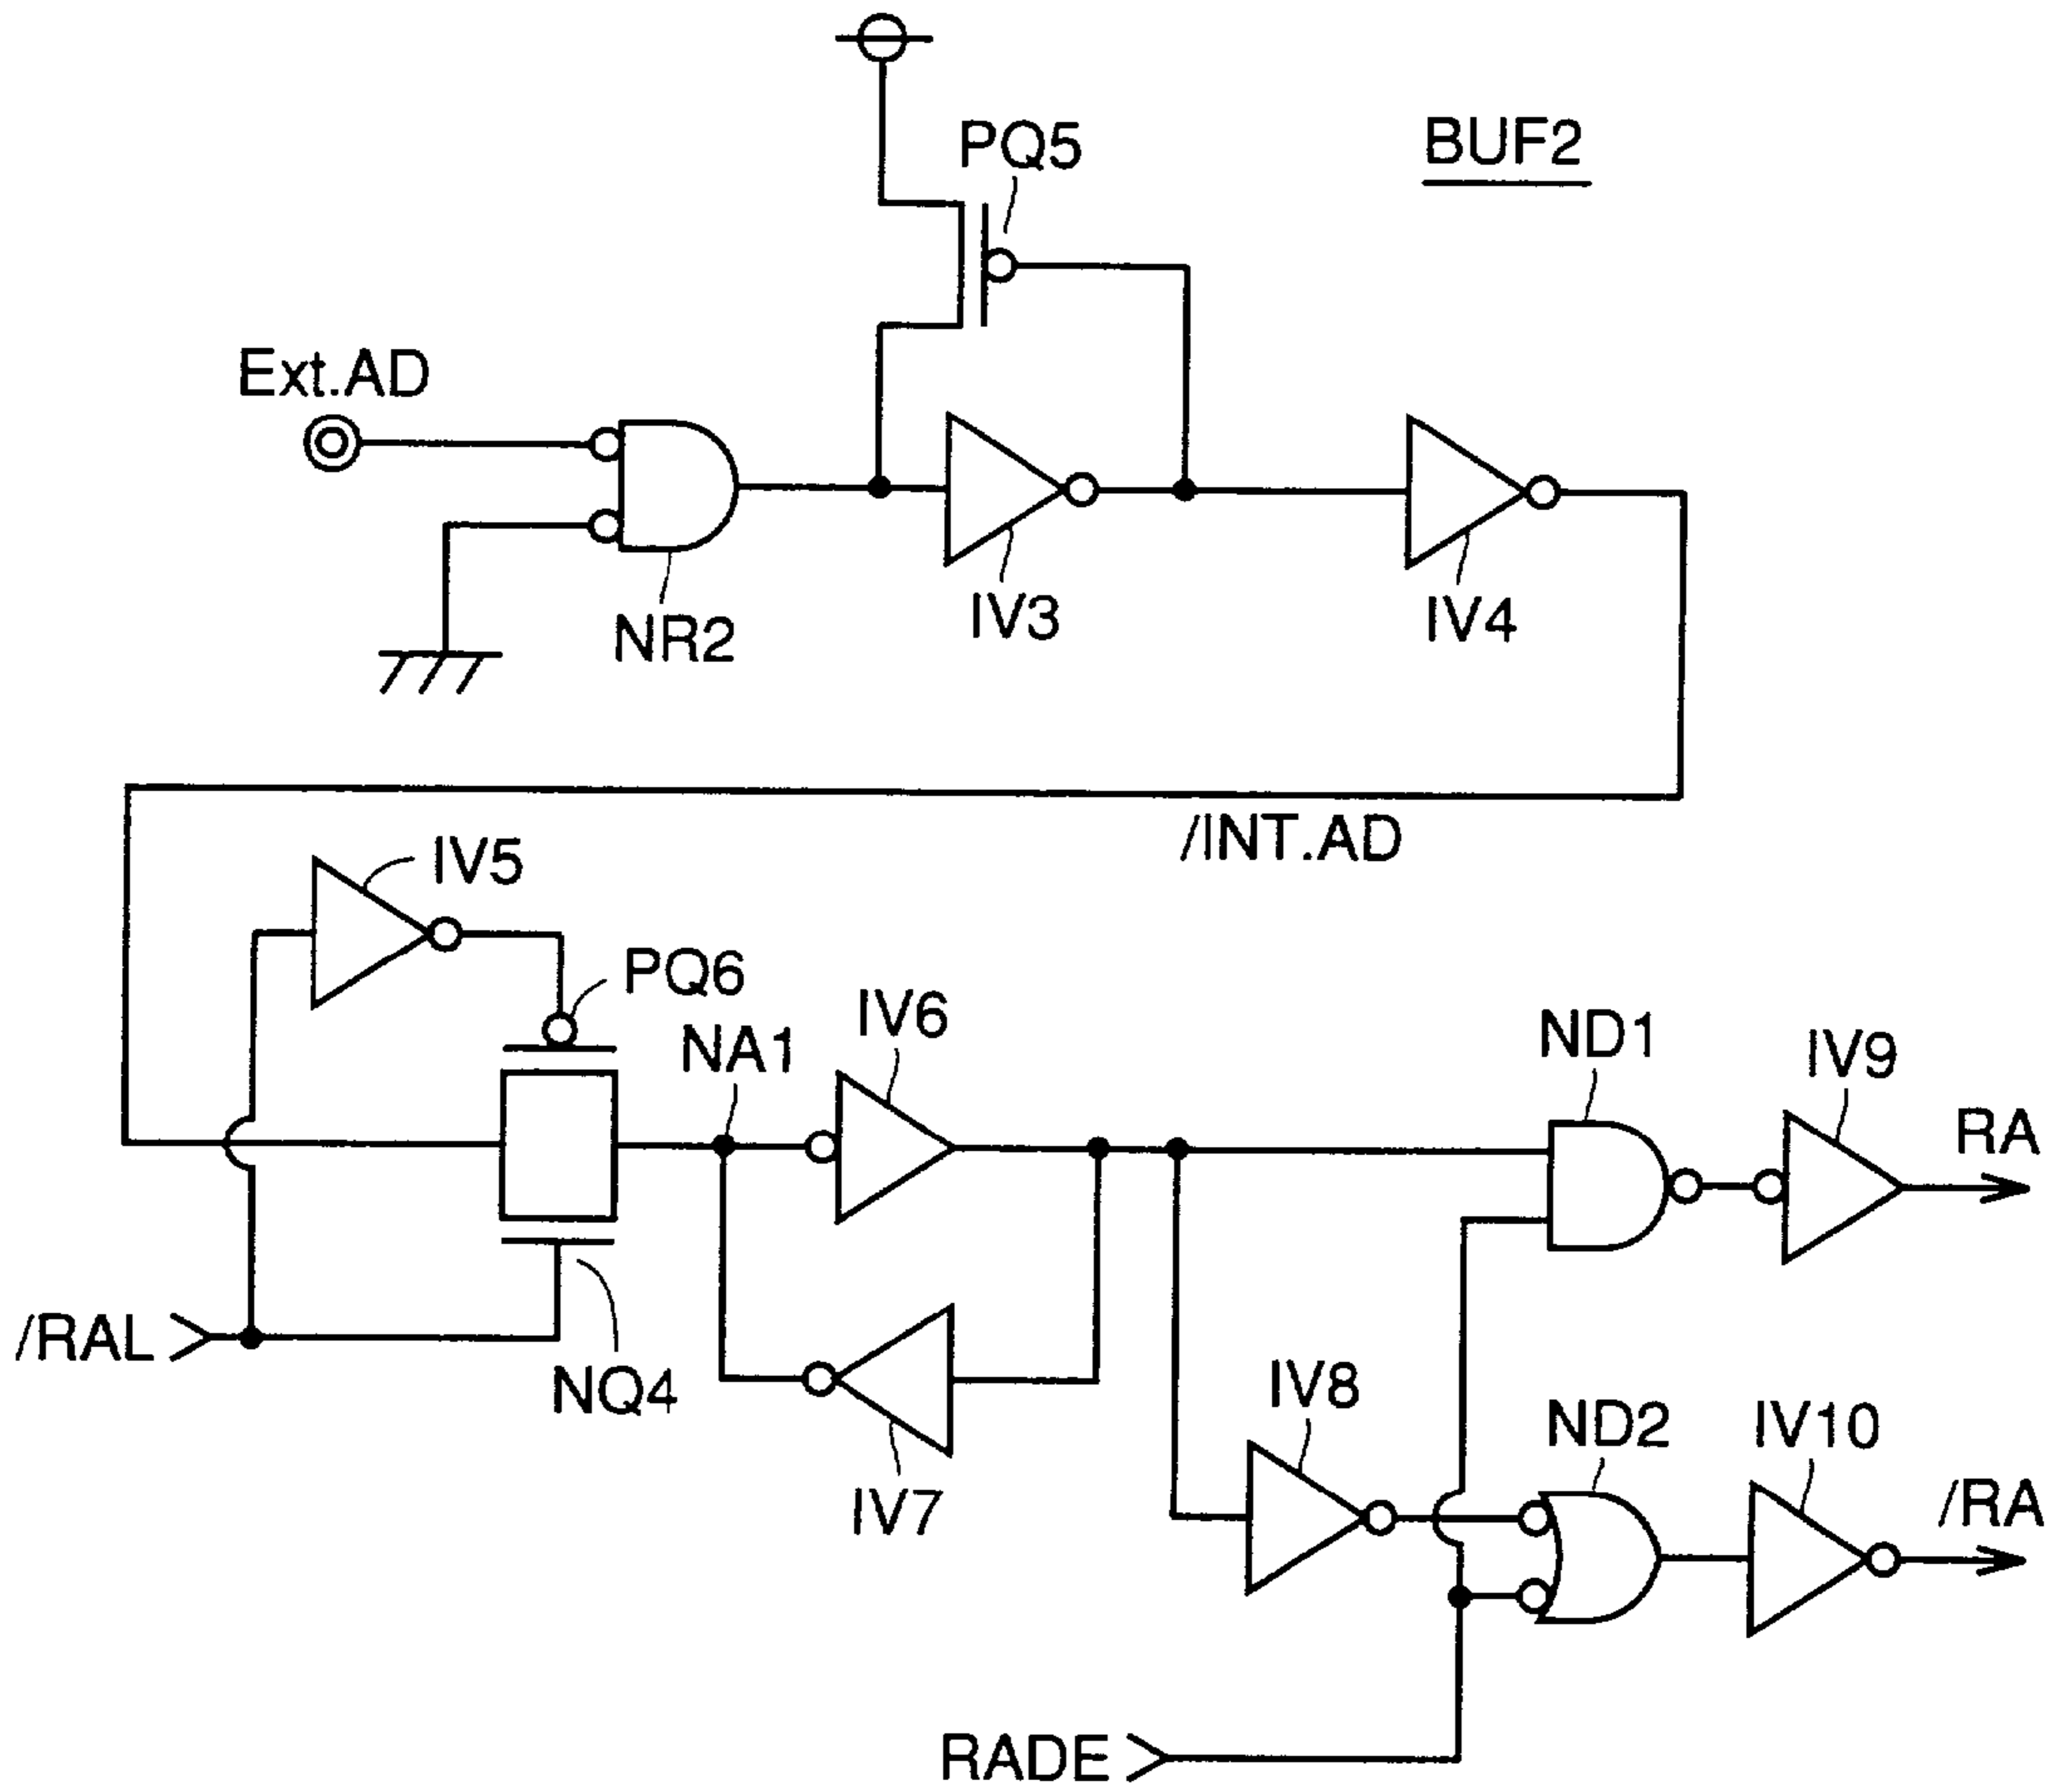 PQ5
BUF2
Ext.AD
NR2
IV3
IV4
/INT.AD
IV5
PQ6
NA1
IV6
ND1
IV9
RA
/RAL
NQ4
IV7
IV8
ND2
IV10
/RA
RADE